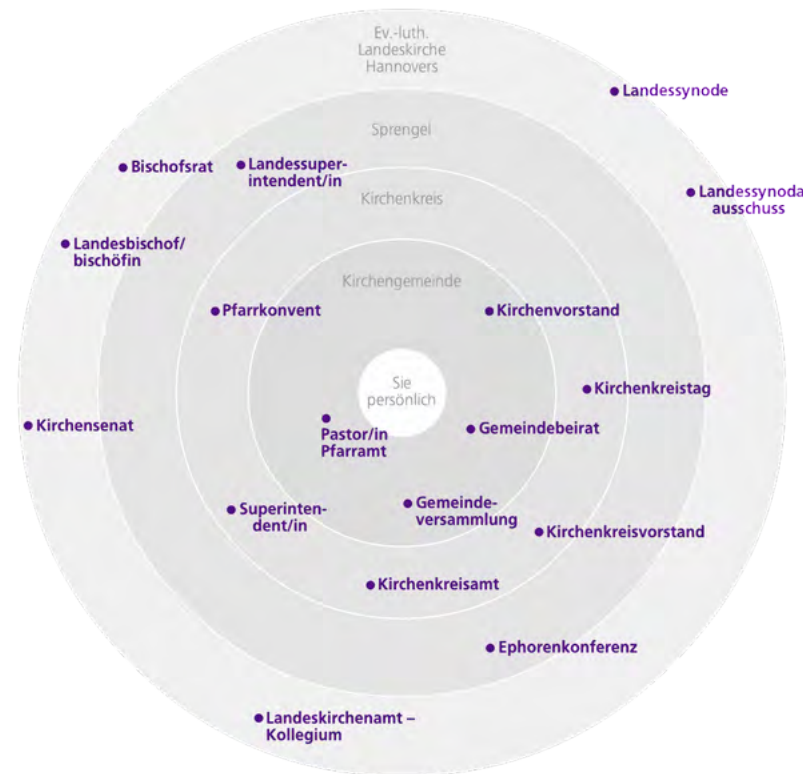 Ev.-luth.
Landeskirche
Hannovers
Landessynode
Sprengel
Bischofsrat
Landessuper-
intendent/in
Kirchenkreis
Landessynoda
ausschuss
Landesbischof/
bischöfin
Kirchengemeinde
Pfarrkonvent
Kirchenvorstand
Sie
persönlich
Kirchenkreistag
Kirchensenat
Pastor/in
Pfarramt
Gemeindebeirat
Superinten-
dent/in
Gemeinde-
versammlung
Kirchenkreisvorstand
Kirchenkreisamt
Ephorenkonferenz
Landeskirchenamt –
Kollegium